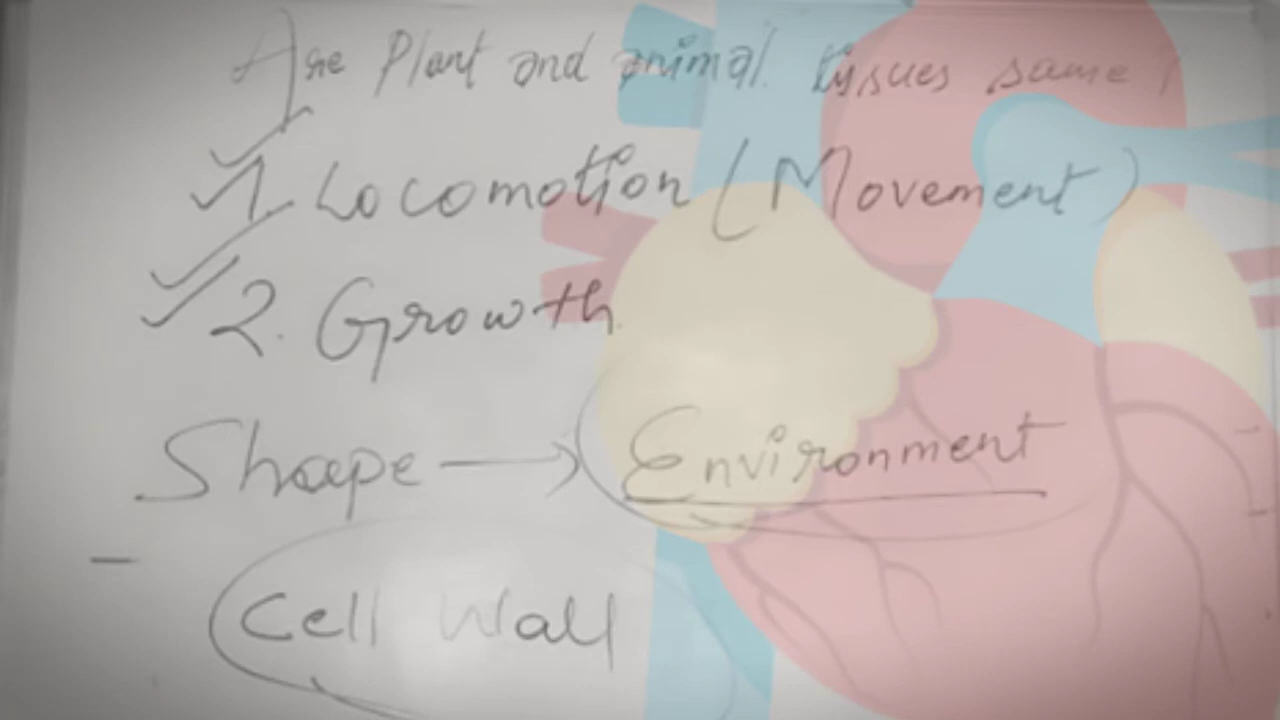 Are Plant and animal tissues same
1. Locomotion (Movement)
2. Growth
Shape → Environment
- Cell Wall